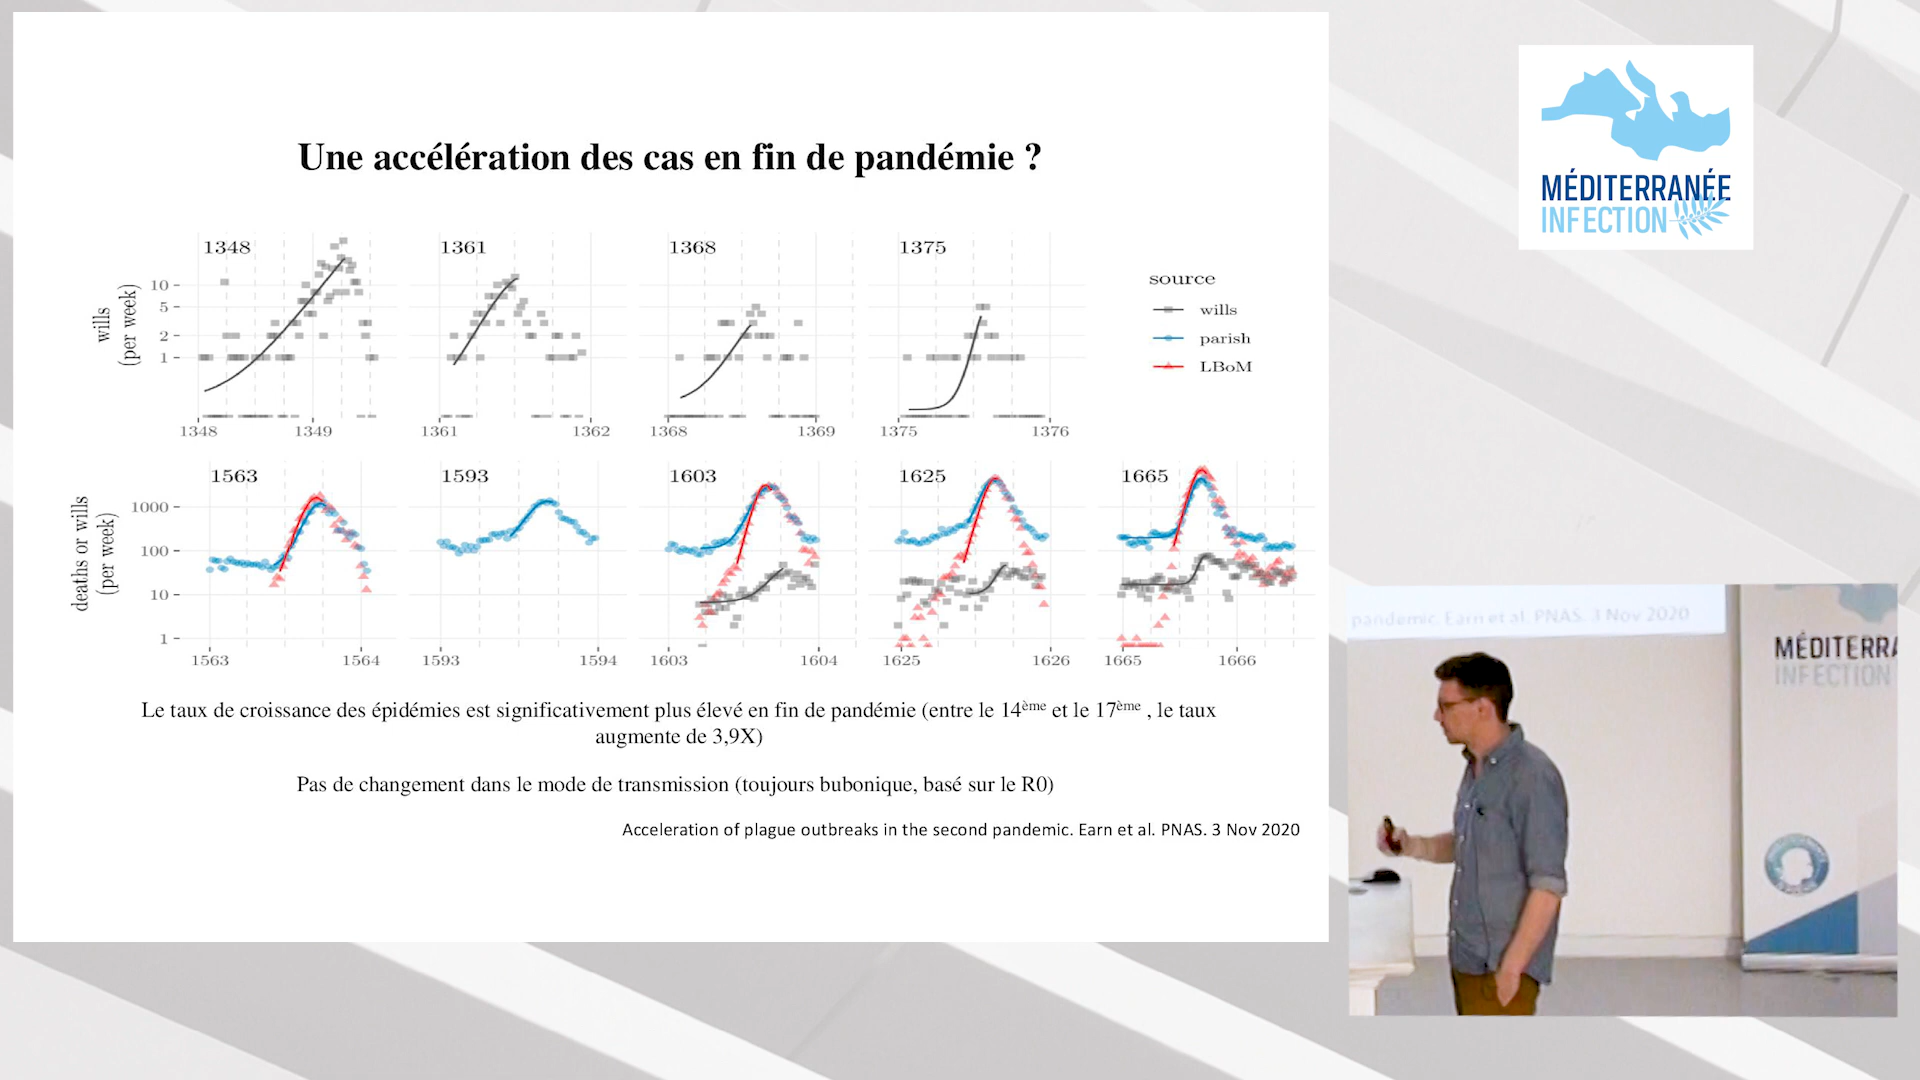 Une accélération des cas en fin de pandémie ?
1348
1361
1368
1375
wills
(per week)
10
5
2
1
1348
1349
1361
1362
1368
1369
1375
1376
source
wills
parish
LBoM
1563
1593
1603
1625
1665
deaths or wills
(per week)
1000
100
10
1
1563
1564
1593
1594
1603
1604
1625
1626
1665
1666
Le taux de croissance des épidémies est significativement plus élevé en fin de pandémie (entre le 14ème et le 17ème , le taux
augmente de 3,9X)
Pas de changement dans le mode de transmission (toujours bubonique, basé sur le R0)
Acceleration of plague outbreaks in the second pandemic. Earn et al. PNAS. 3 Nov 2020
MÉDITERRANÉE
INFECTION
pandemic. Earn et al. PNAS. 3 Nov 2020
MÉDITERRA
INFECTION